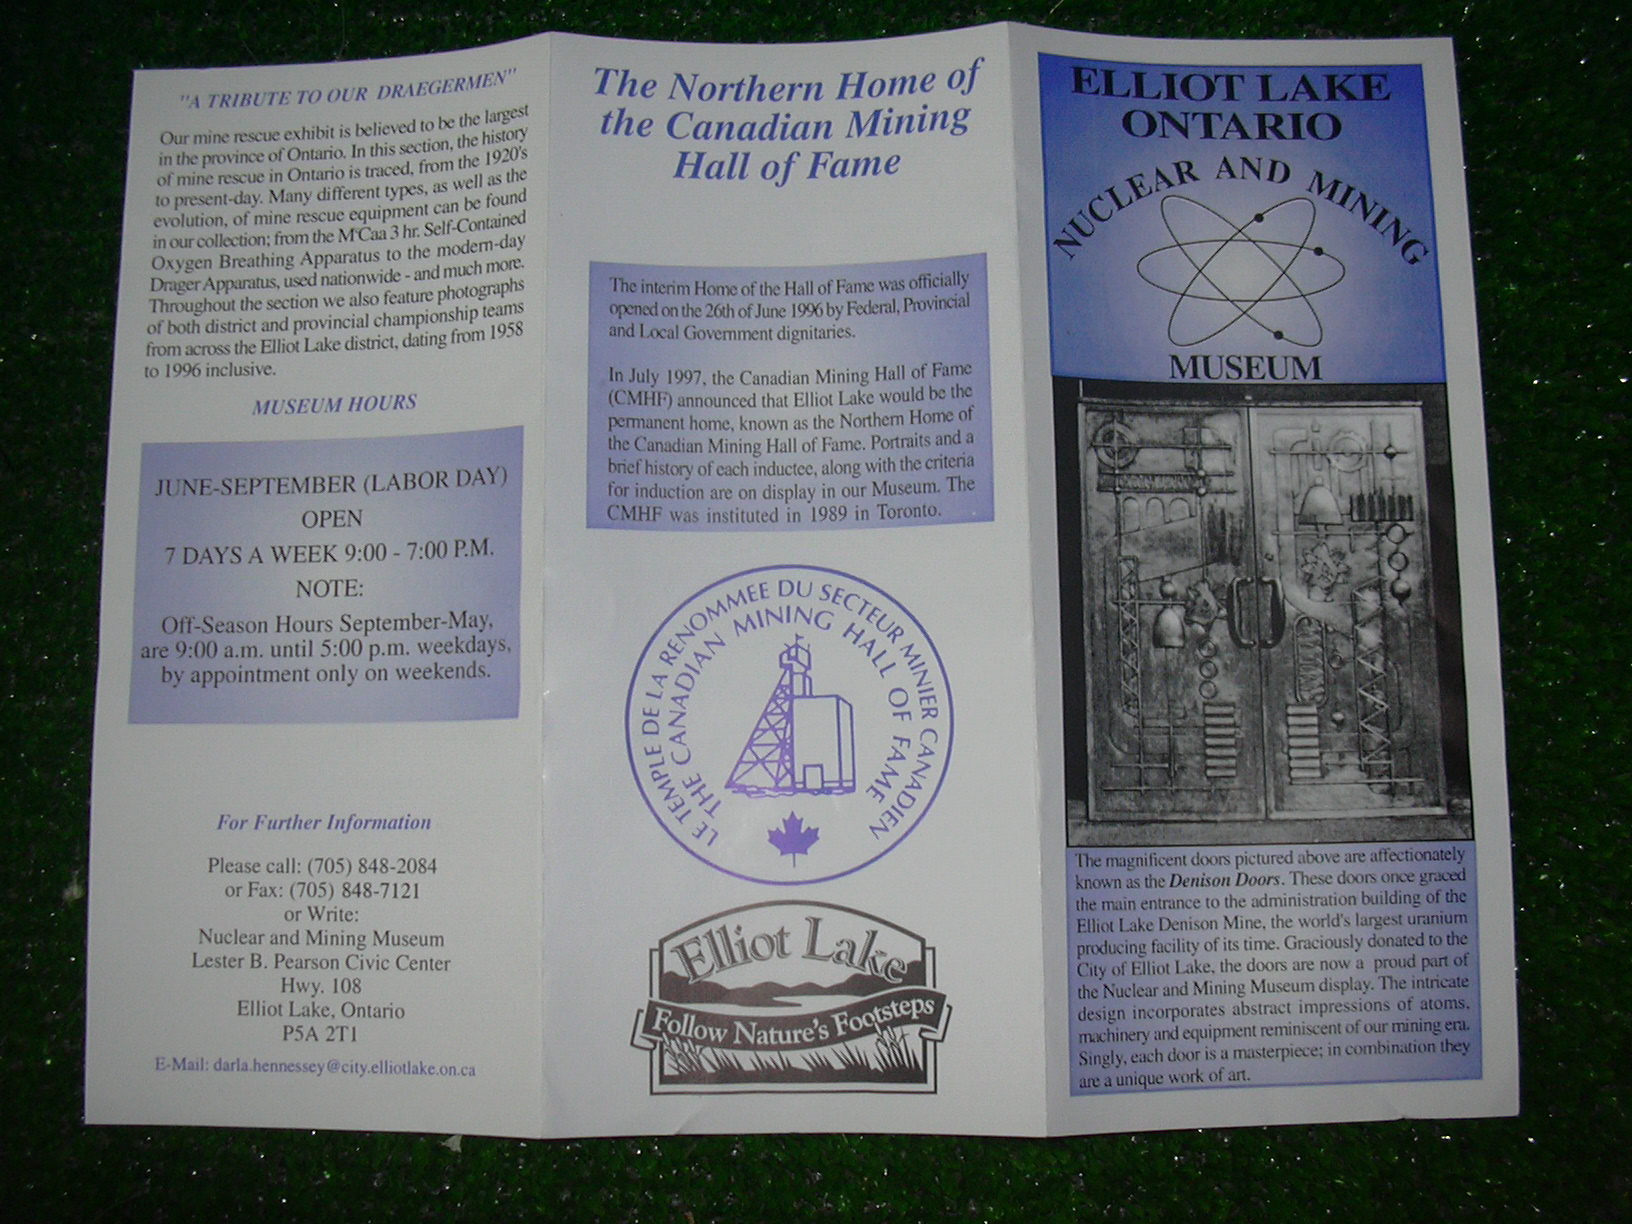 "A TRIBUTE TO OUR DRAEGERMEN"
Our mine rescue exhibit is believed to be the largest
in the province of Ontario. In this section, the history
of mine rescue in Ontario is traced, from the 1920's
to present-day. Many different types, as well as the
evolution, of mine rescue equipment can be found
in our collection; from the McCaa 3 hr. Self-Contained
Oxygen Breathing Apparatus to the modern-day
Drager Apparatus, used nationwide - and much more.
Throughout the section we also feature photographs
of both district and provincial championship teams
from across the Elliot Lake district, dating from 1958
to 1996 inclusive.
MUSEUM HOURS
JUNE-SEPTEMBER (LABOR DAY)
OPEN
7 DAYS A WEEK 9:00 - 7:00 P.M.
NOTE:
Off-Season Hours September-May,
are 9:00 a.m. until 5:00 p.m. weekdays,
by appointment only on weekends.
For Further Information
Please call: (705) 848-2084
or Fax: (705) 848-7121
or Write:
Nuclear and Mining Museum
Lester B. Pearson Civic Center
Hwy. 108
Elliot Lake, Ontario
P5A 2T1
E-Mail: darla.hennessey@city.elliotlake.on.ca
The Northern Home of
the Canadian Mining
Hall of Fame
The interim Home of the Hall of Fame was officially
opened on the 26th of June 1996 by Federal, Provincial
and Local Government dignitaries.
In July 1997, the Canadian Mining Hall of Fame
(CMHF) announced that Elliot Lake would be the
permanent home, known as the Northern Home of
the Canadian Mining Hall of Fame. Portraits and a
brief history of each inductee, along with the criteria
for induction are on display in our Museum. The
CMHF was instituted in 1989 in Toronto.
LE TEMPLE DE LA RENOMMEE DU SECTEUR MINIER CANADIEN
THE CANADIAN MINING HALL OF FAME
Elliot Lake
Follow Nature's Footsteps
ELLIOT LAKE
ONTARIO
NUCLEAR AND MINING
MUSEUM
The magnificent doors pictured above are affectionately
known as the Denison Doors. These doors once graced
the main entrance to the administration building of the
Elliot Lake Denison Mine, the world's largest uranium
producing facility of its time. Graciously donated to the
City of Elliot Lake, the doors are now a proud part of
the Nuclear and Mining Museum display. The intricate
design incorporates abstract impressions of atoms,
machinery and equipment reminiscent of our mining era.
Singly, each door is a masterpiece; in combination they
are a unique work of art.